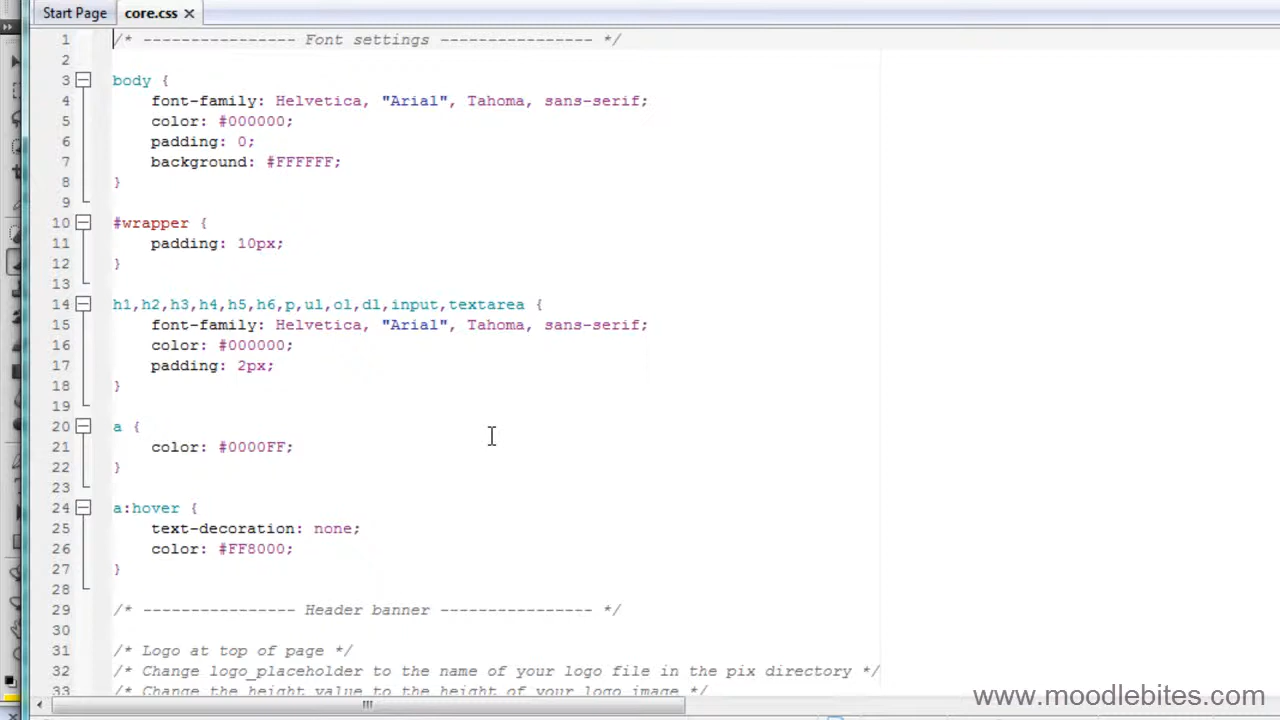 Start Page core.css
1 /* ---------------- Font settings ---------------- */
2
3 body {
4 font-family: Helvetica, "Arial", Tahoma, sans-serif;
5 color: #000000;
6 padding: 0;
7 background: #FFFFFF;
8 }
9
10 #wrapper {
11 padding: 10px;
12 }
13
14 h1,h2,h3,h4,h5,h6,p,ul,ol,dl,input,textarea {
15 font-family: Helvetica, "Arial", Tahoma, sans-serif;
16 color: #000000;
17 padding: 2px;
18 }
19
20 a {
21 color: #0000FF;
22 }
23
24 a:hover {
25 text-decoration: none;
26 color: #FF8000;
27 }
28
29 /* ---------------- Header banner ---------------- */
30
31 /* Logo at top of page */
32 /* Change logo_placeholder to the name of your logo file in the pix directory */
33 /* Change the height value to the height of your logo image */
www.moodlebites.com